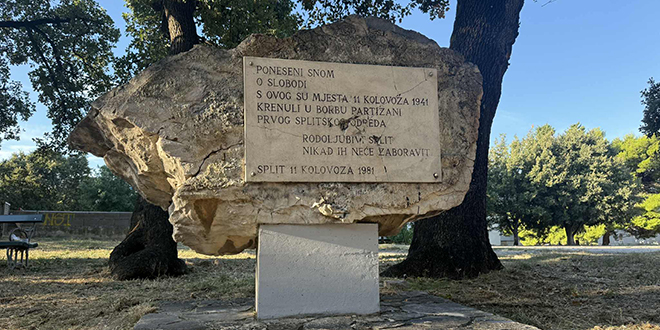 PONESENI SNOM
O SLOBODI
S OVOG SU MJESTA 11 KOLOVOZA 1941
KRENULI U BORBU PARTIZANI
PRVOG SPLITSKOG ODREDA
RODOLJUBIVI SPLIT
NIKAD IH NEĆE ZABORAVIT
SPLIT 11 KOLOVOZA 1981